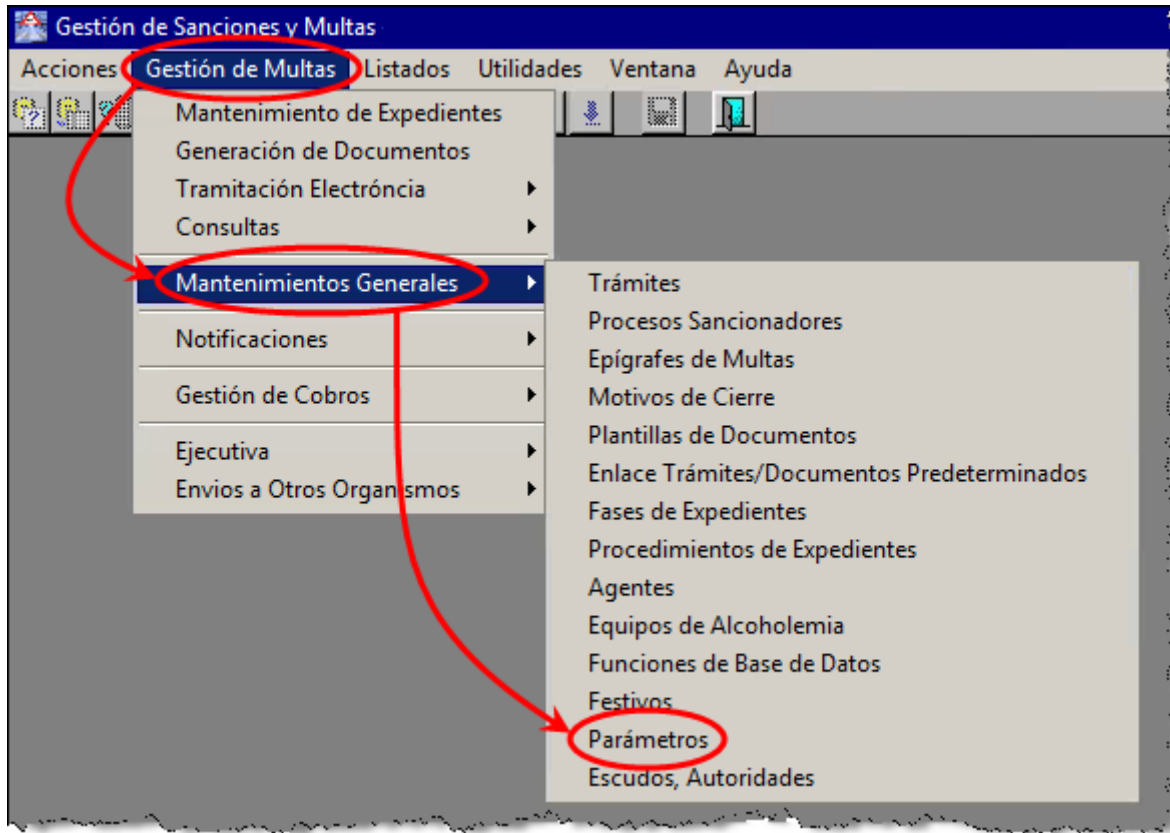 Gestión de Sanciones y Multas
Acciones Gestión de Multas Listados Utilidades Ventana Ayuda
Mantenimiento de Expedientes
Generación de Documentos
Tramitación Electróncia
Consultas
Mantenimientos Generales
Notificaciones
Gestión de Cobros
Ejecutiva
Envios a Otros Organismos
Trámites
Procesos Sancionadores
Epígrafes de Multas
Motivos de Cierre
Plantillas de Documentos
Enlace Trámites/Documentos Predeterminados
Fases de Expedientes
Procedimientos de Expedientes
Agentes
Equipos de Alcoholemia
Funciones de Base de Datos
Festivos
Parámetros
Escudos, Autoridades